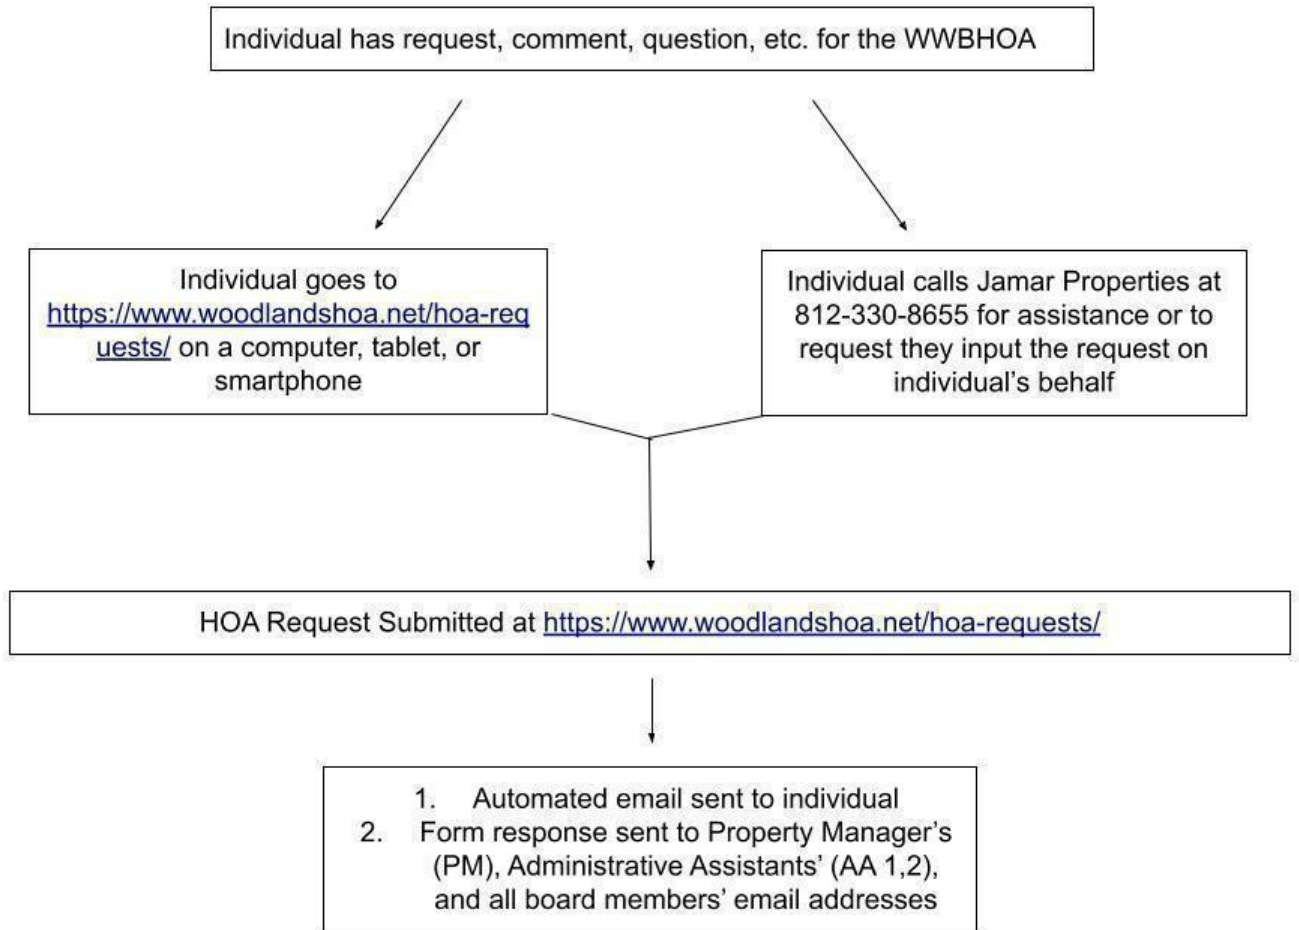 Individual has request, comment, question, etc. for the WWBHOA
Individual goes to
https://www.woodlandshoa.net/hoa-req
uests/ on a computer, tablet, or
smartphone
Individual calls Jamar Properties at
812-330-8655 for assistance or to
request they input the request on
individual's behalf
HOA Request Submitted at https://www.woodlandshoa.net/hoa-requests/
1. Automated email sent to individual
2. Form response sent to Property Manager's
(PM), Administrative Assistants' (AA 1,2),
and all board members' email addresses